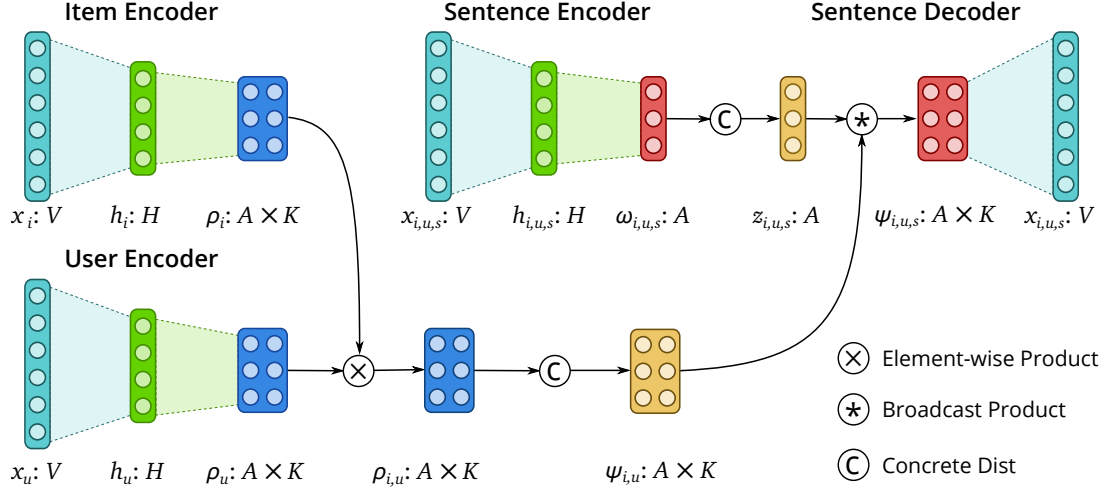 Item Encoder
Sentence Encoder
Sentence Decoder
C
*
x_i: V
h_i: H
ρ_i: A × K
x_{i,u,s}: V
h_{i,u,s}: H
ω_{i,u,s}: A
z_{i,u,s}: A
ψ_{i,u,s}: A × K
x_{i,u,s}: V
User Encoder
×
C
× Element-wise Product
* Broadcast Product
C Concrete Dist
x_u: V
h_u: H
ρ_u: A × K
ρ_{i,u}: A × K
ψ_{i,u}: A × K